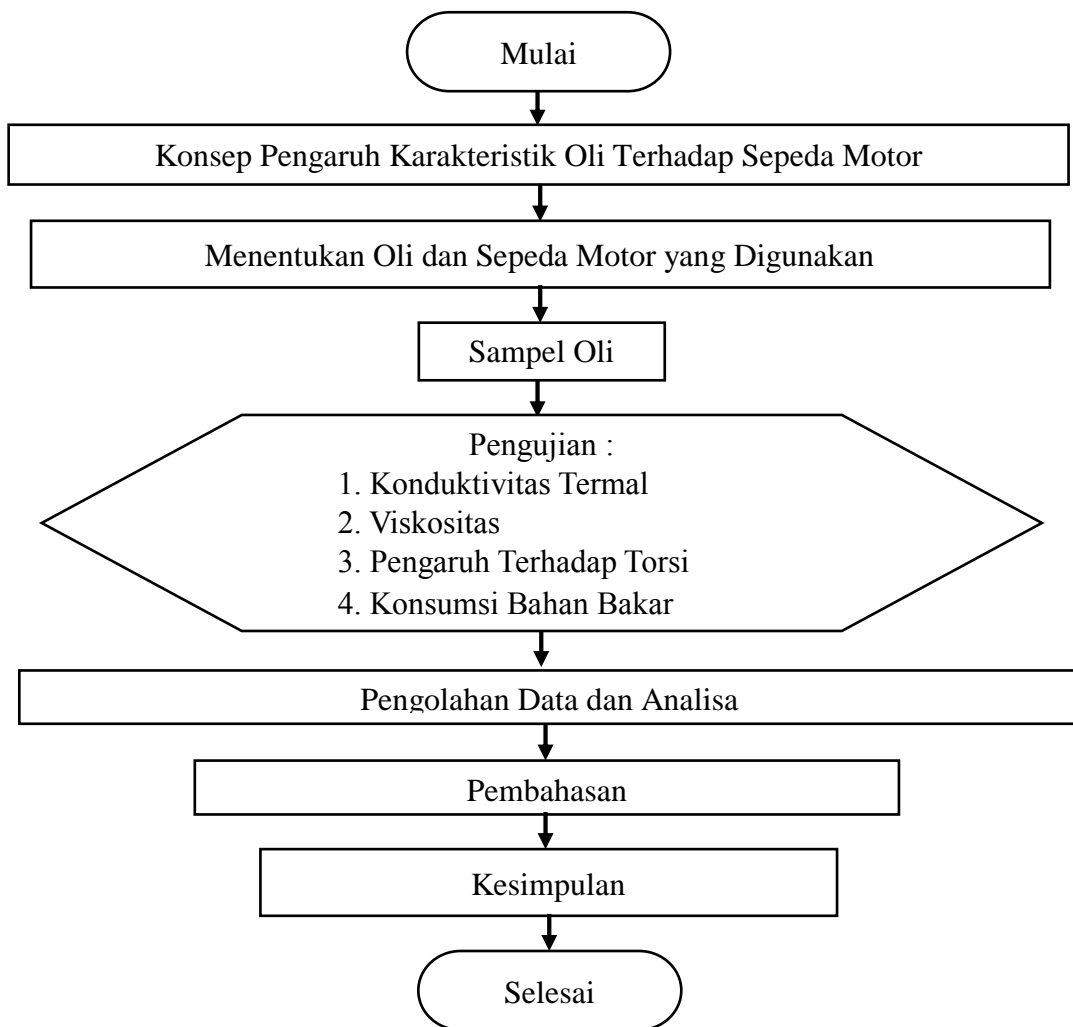 Mulai
Konsep Pengaruh Karakteristik Oli Terhadap Sepeda Motor
Menentukan Oli dan Sepeda Motor yang Digunakan
Sampel Oli
Pengujian :
1. Konduktivitas Termal
2. Viskositas
3. Pengaruh Terhadap Torsi
4. Konsumsi Bahan Bakar
Pengolahan Data dan Analisa
Pembahasan
Kesimpulan
Selesai